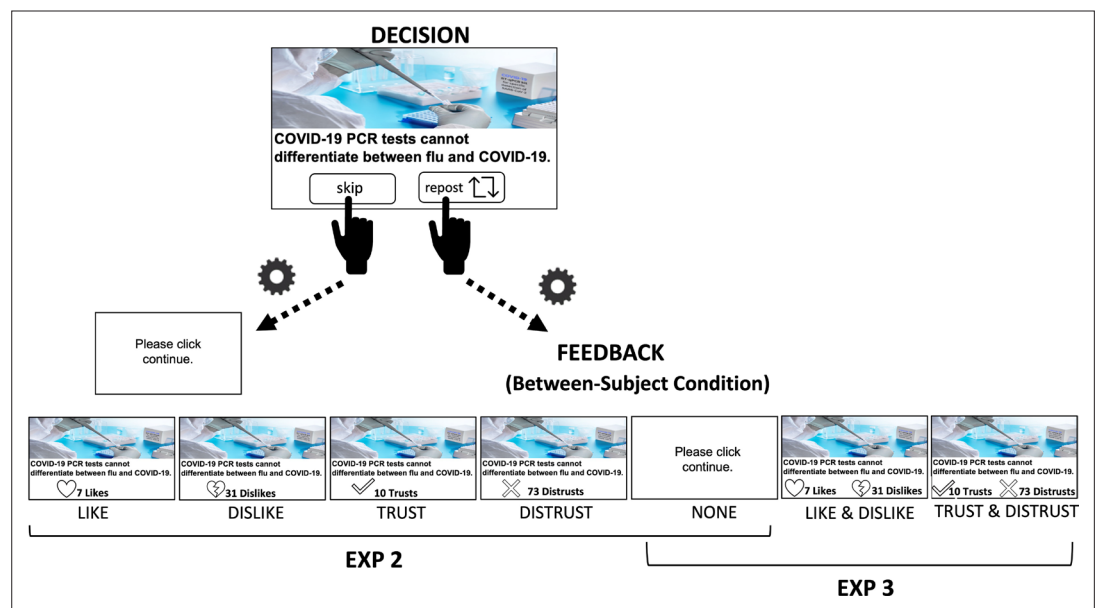 DECISION
COVID-19 PCR tests cannot
differentiate between flu and COVID-19.
skip
repost
Please click
continue.
FEEDBACK
(Between-Subject Condition)
COVID-19 PCR tests cannot
differentiate between flu and COVID-19.
7 Likes
LIKE
COVID-19 PCR tests cannot
differentiate between flu and COVID-19.
31 Dislikes
DISLIKE
COVID-19 PCR tests cannot
differentiate between flu and COVID-19.
10 Trusts
TRUST
COVID-19 PCR tests cannot
differentiate between flu and COVID-19.
73 Distrusts
DISTRUST
Please click
continue.
NONE
COVID-19 PCR tests cannot
differentiate between flu and COVID-19.
7 Likes 31 Dislikes
LIKE & DISLIKE
COVID-19 PCR tests cannot
differentiate between flu and COVID-19.
10 Trusts 73 Distrusts
TRUST & DISTRUST
EXP 2
EXP 3